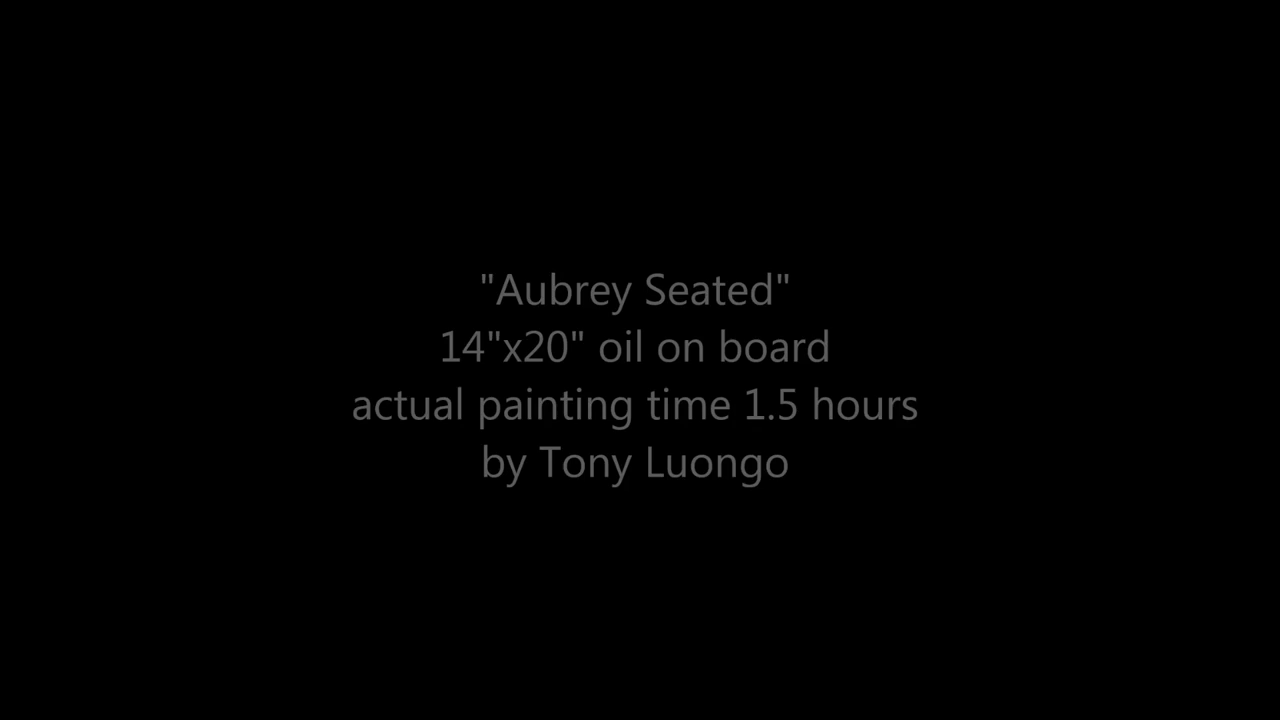 "Aubrey Seated"
14"x20" oil on board
actual painting time 1.5 hours
by Tony Luongo